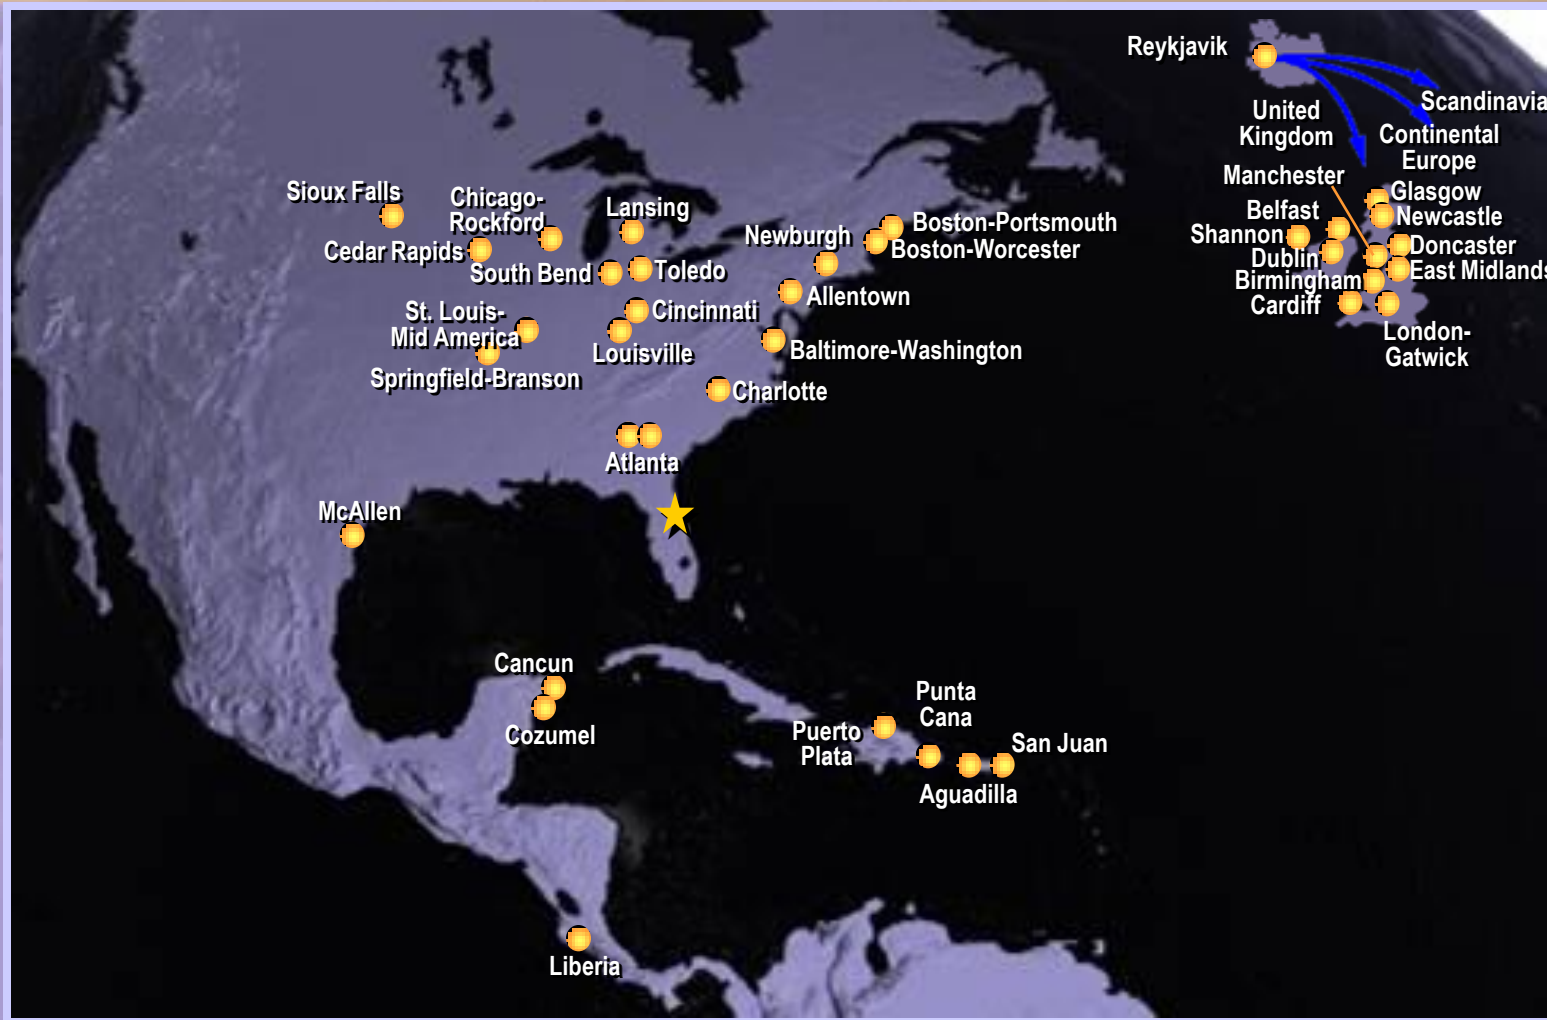 Reykjavik
Scandinavia
United
Kingdom
Continental
Europe
Manchester
Glasgow
Belfast
Newcastle
Shannon
Doncaster
Dublin
East Midlands
Birmingham
Cardiff
London-
Gatwick
Sioux Falls
Chicago-
Rockford
Lansing
Cedar Rapids
South Bend
Toledo
Newburgh
Boston-Portsmouth
Boston-Worcester
Allentown
St. Louis-
Mid America
Cincinnati
Louisville
Springfield-Branson
Baltimore-Washington
Charlotte
Atlanta
McAllen
Cancun
Cozumel
Puerto
Plata
Punta
Cana
San Juan
Aguadilla
Liberia